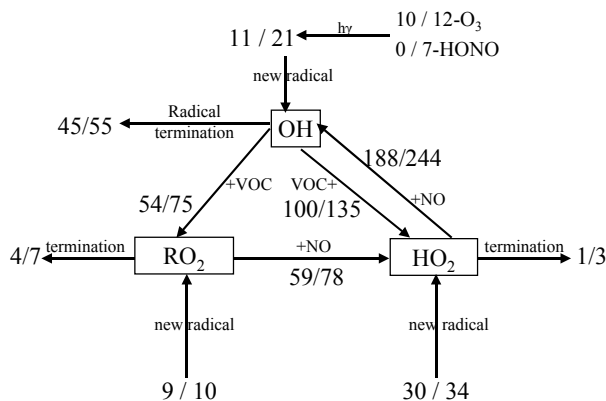 10 / 12-O3
hγ
11 / 21
0 / 7-HONO
new radical
Radical
45/55
termination
OH
188/244
+VOC
VOC+
54/75
100/135
+NO
4/7
termination
RO2
+NO
HO2
termination
1/3
59/78
new radical
new radical
9 / 10
30 / 34